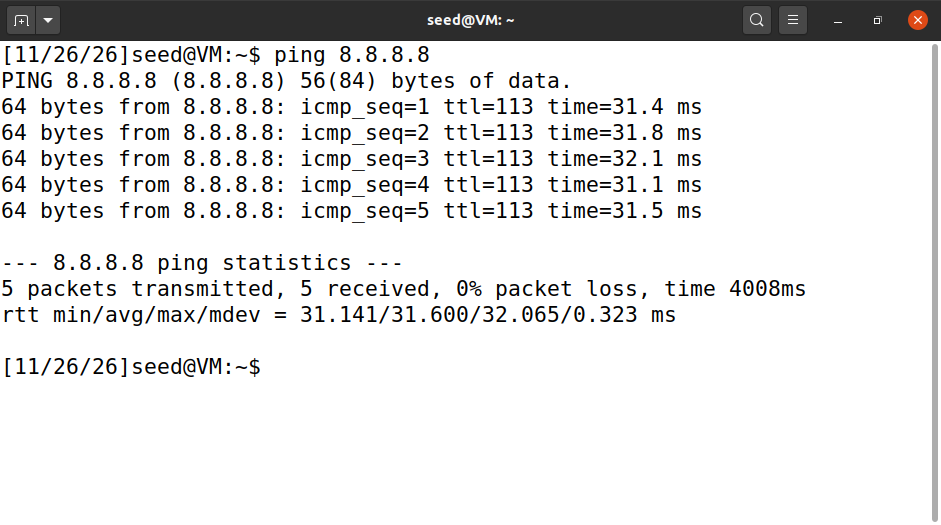 seed@VM: ~
[11/26/26]seed@VM:~$ ping 8.8.8.8
PING 8.8.8.8 (8.8.8.8) 56(84) bytes of data.
64 bytes from 8.8.8.8: icmp_seq=1 ttl=113 time=31.4 ms
64 bytes from 8.8.8.8: icmp_seq=2 ttl=113 time=31.8 ms
64 bytes from 8.8.8.8: icmp_seq=3 ttl=113 time=32.1 ms
64 bytes from 8.8.8.8: icmp_seq=4 ttl=113 time=31.1 ms
64 bytes from 8.8.8.8: icmp_seq=5 ttl=113 time=31.5 ms
--- 8.8.8.8 ping statistics ---
5 packets transmitted, 5 received, 0% packet loss, time 4008ms
rtt min/avg/max/mdev = 31.141/31.600/32.065/0.323 ms
[11/26/26]seed@VM:~$